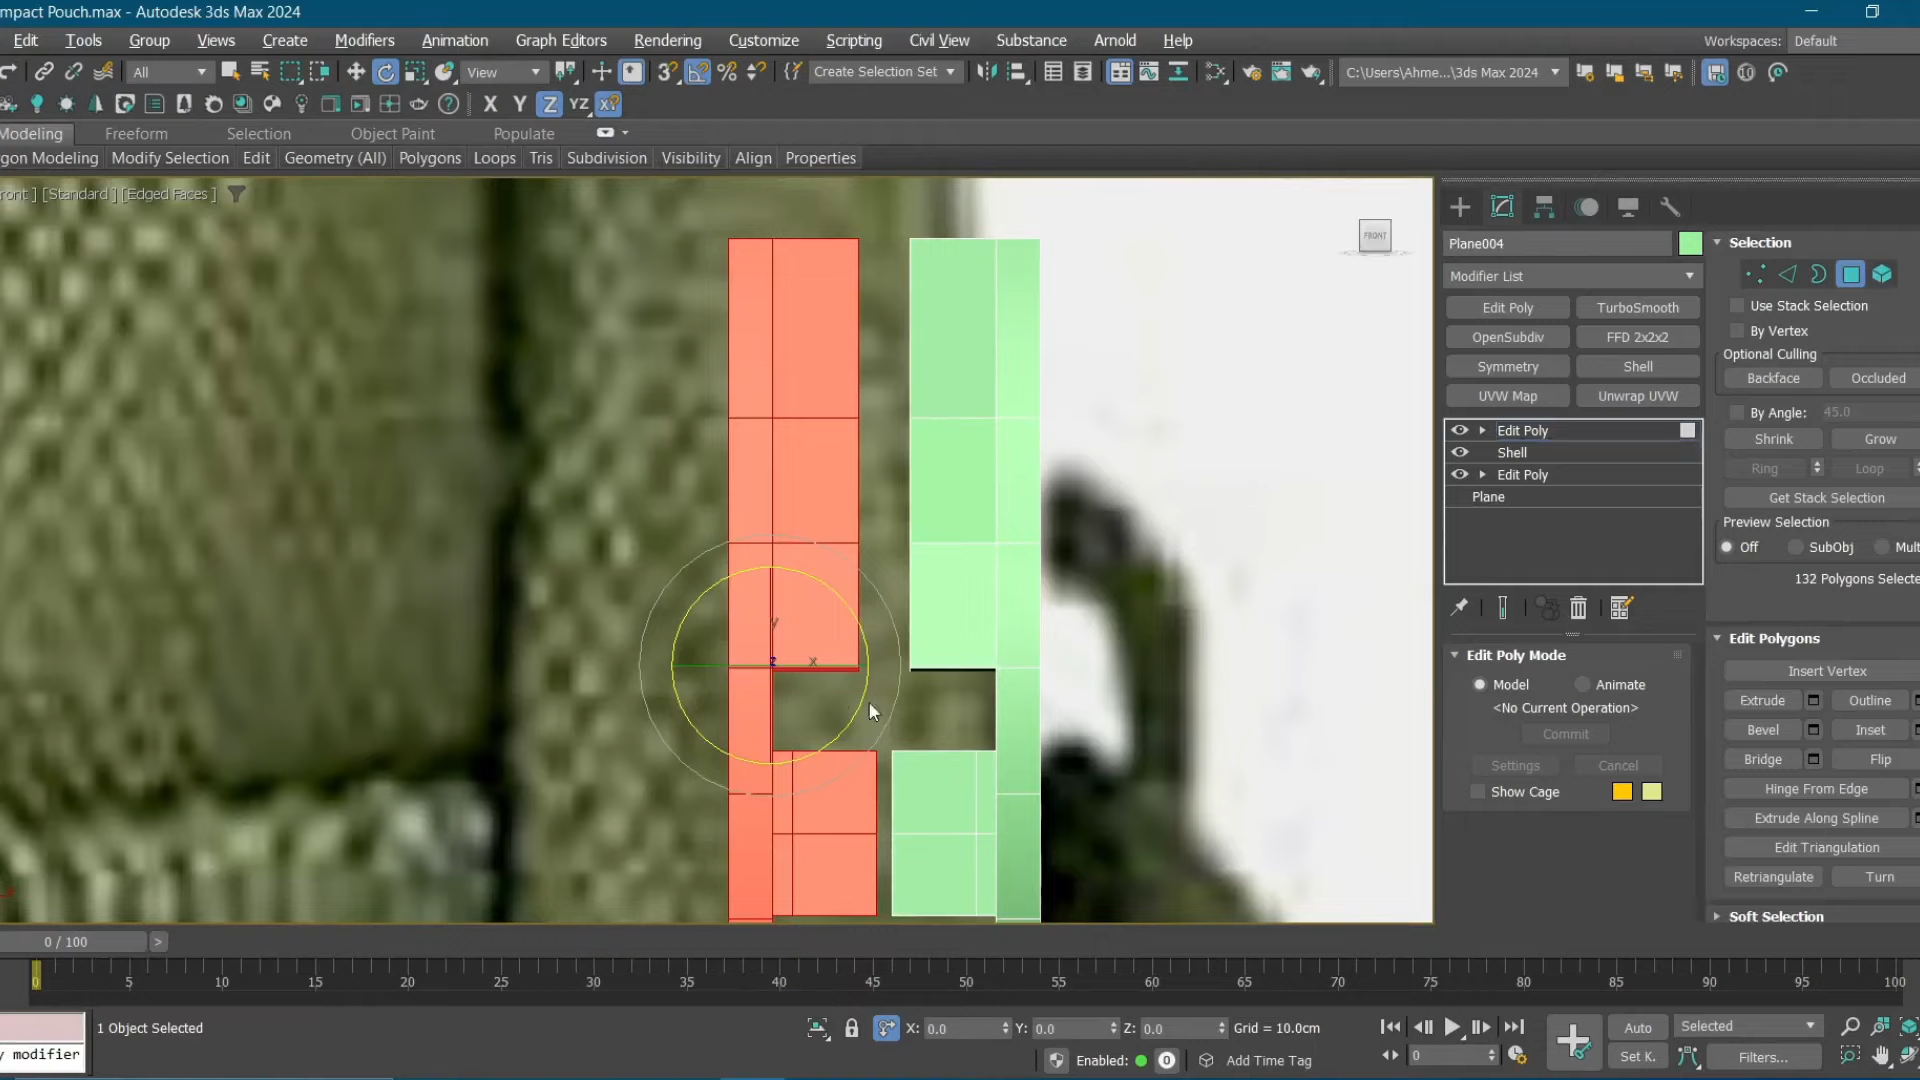 mpact Pouch.max - Autodesk 3ds Max 2024
Edit Tools Group Views Create Modifiers Animation Graph Editors Rendering Customize Scripting Civil View Substance Arnold Help Workspaces: Default
All View Create Selection Set C:\Users\Ahme...\3ds Max 2024
X Y Z YZ
Modeling Freeform Selection Object Paint Populate
gon Modeling Modify Selection Edit Geometry (All) Polygons Loops Tris Subdivision Visibility Align Properties
ront ] [Standard ] [Edged Faces ]
FRONT
Plane004
Modifier List
Edit Poly TurboSmooth
OpenSubdiv FFD 2x2x2
Symmetry Shell
UVW Map Unwrap UVW
Edit Poly
Shell
Edit Poly
Plane
Edit Poly Mode
Model Animate
<No Current Operation>
Commit
Settings Cancel
Show Cage
Selection
Use Stack Selection
By Vertex
Optional Culling
Backface Occluded
By Angle: 45.0
Shrink Grow
Ring Loop
Get Stack Selection
Preview Selection
Off SubObj Mult
132 Polygons Selecte
Edit Polygons
Insert Vertex
Extrude Outline
Bevel Inset
Bridge Flip
Hinge From Edge
Extrude Along Spline
Edit Triangulation
Retriangulate Turn
Soft Selection
y
z x
0 / 100 >
0 5 10 15 20 25 30 35 40 45 50 55 60 65 70 75 80 85 90 95 100
1 Object Selected X: 0.0 Y: 0.0 Z: 0.0 Grid = 10.0cm Auto Selected
y modifier Enabled: 0 Add Time Tag 0 Set K. Filters...